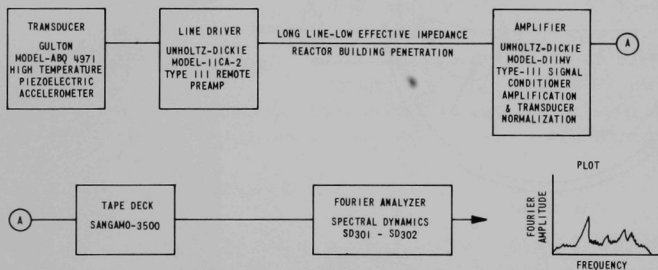 TRANSDUCER
GULTON
MODEL-ABQ 4971
HIGH TEMPERATURE
PIEZOELECTRIC
ACCELEROMETER
LINE DRIVER
UNHOLTZ-DICKIE
MODEL-11CA-2
TYPE III REMOTE
PREAMP
LONG LINE-LOW EFFECTIVE IMPEDANCE
REACTOR BUILDING PENETRATION
AMPLIFIER
UNHOLTZ-DICKIE
MODEL-D11MV
TYPE-III SIGNAL
CONDITIONER
AMPLIFICATION
& TRANSDUCER
NORMALIZATION
A
A
TAPE DECK
SANGAMO-3500
FOURIER ANALYZER
SPECTRAL DYNAMICS
SD301 - SD302
PLOT
FOURIER
AMPLITUDE
FREQUENCY